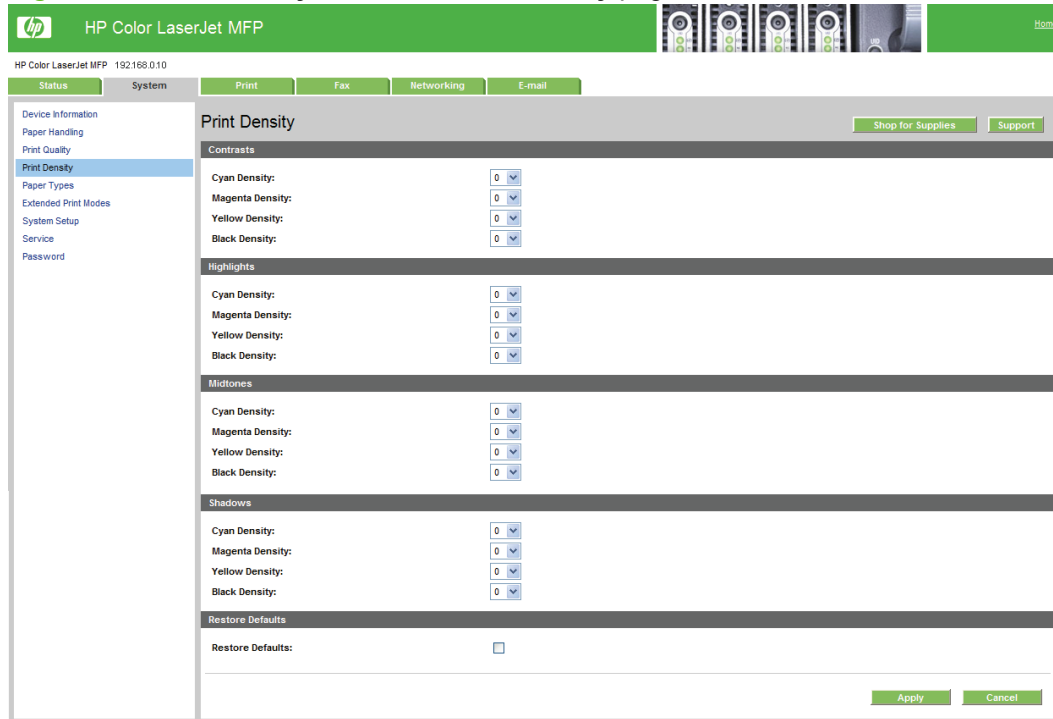 hp HP Color LaserJet MFP
Home
HP Color LaserJet MFP 192.168.0.10
Status System Print Fax Networking E-mail
Device Information
Paper Handling
Print Quality
Print Density
Paper Types
Extended Print Modes
System Setup
Service
Password
Print Density
Shop for Supplies Support
Contrasts
Cyan Density: 0
Magenta Density: 0
Yellow Density: 0
Black Density: 0
Highlights
Cyan Density: 0
Magenta Density: 0
Yellow Density: 0
Black Density: 0
Midtones
Cyan Density: 0
Magenta Density: 0
Yellow Density: 0
Black Density: 0
Shadows
Cyan Density: 0
Magenta Density: 0
Yellow Density: 0
Black Density: 0
Restore Defaults
Restore Defaults:
Apply Cancel